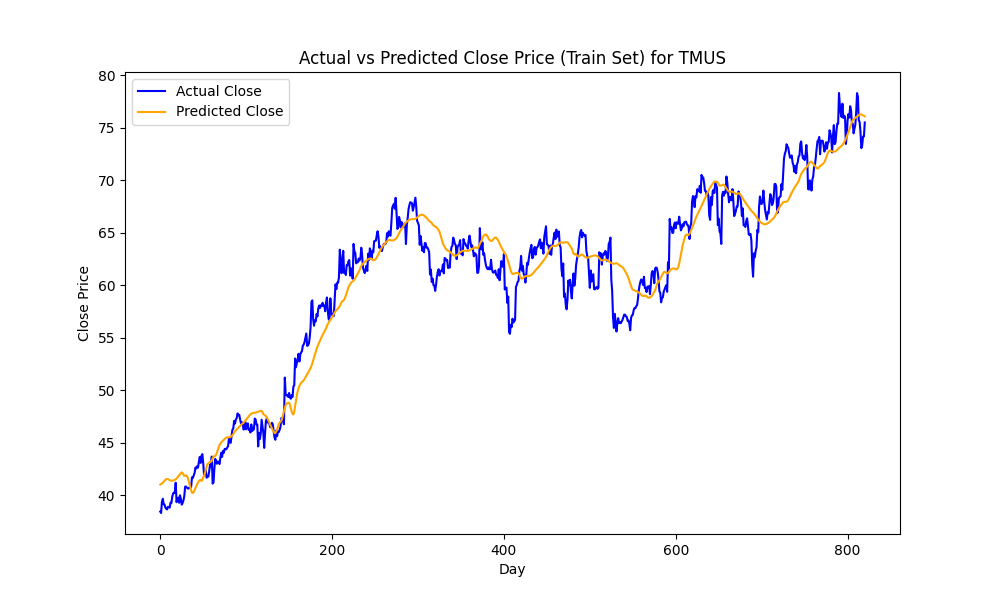 Actual vs Predicted Close Price (Train Set) for TMUS
Actual Close
Predicted Close
Close Price
80
75
70
65
60
55
50
45
40
0 200 400 600 800
Day